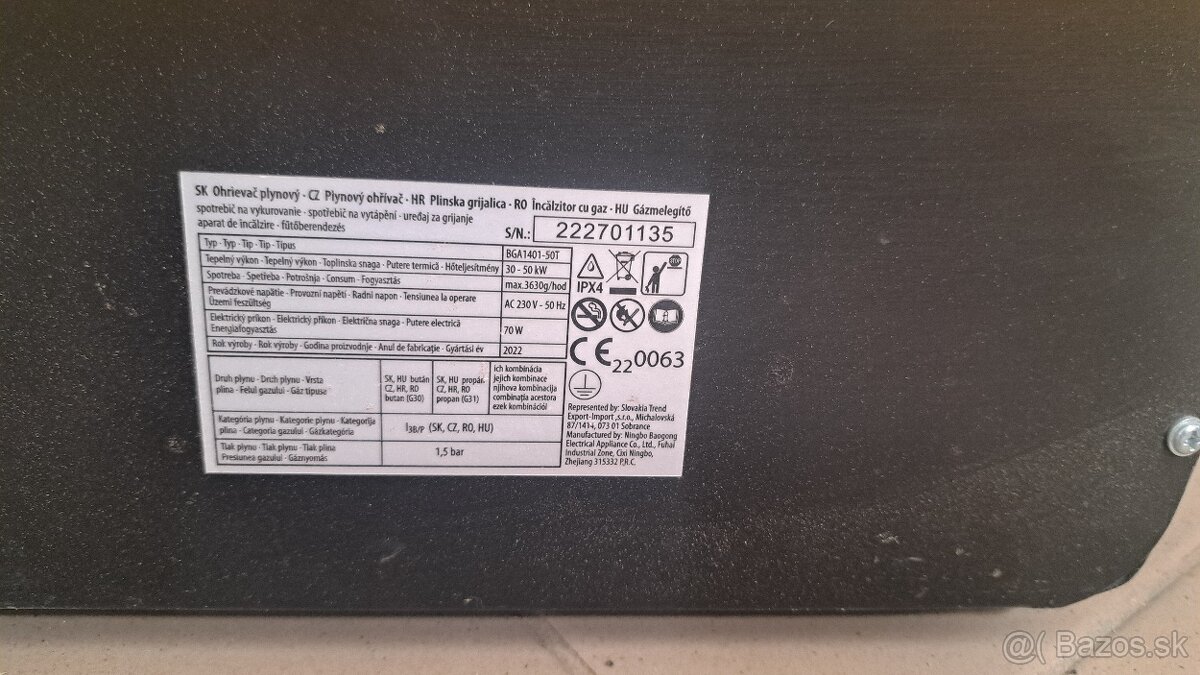 SK Ohrievač plynový · CZ Plynový ohřívač · HR Plinska grijalica · RO Încălzitor cu gaz · HU Gázmelegítő
spotrebič na vykurovanie · spotřebič na vytápění · uređaj za grijanje
aparat de incălzire · fűtőberendezés
S/N.: 222701135
Typ · Typ · Tip · Tip · Típus BGA1401-50T
Tepelný výkon · Tepelný výkon · Toplinska snaga · Putere termică · Hőteljesítmény 30 - 50 kW
Spotreba · Spetřeba · Potrošnja · Consum · Fogyasztás max.3630g/hod
Prevádzkové napätie · Provozní napětí · Radni napon · Tensiunea la operare
Üzemi feszültség AC 230 V – 50 Hz
Elektrický príkon · Elektrický příkon · Električna snaga · Putere electrică
Energiafogyasztás 70 W
Rok výroby · Rok výroby · Godina proizvodnje · Anul de fabricație · Gyártási év 2022
IPX4
STOP
CE 22 0063
Druh plynu · Druh plynu · Vrsta
plina · Felul gazului · Gáz típusa
SK, HU bután
CZ, HR, RO
butan (G30)
SK, HU propán
CZ, HR, RO
propan (G31)
ich kombinácia
jejich kombinace
njihova kombinacija
combinația acestora
ezek kombinációi
Kategória plynu · Kategorie plynu · Kategorija
plina · Categoria gazului · Gázkategória
I3B/P (SK, CZ, RO, HU)
Tlak plynu · Tlak plynu · Tlak plina
Presiunea gazului · Gáznyomás
1,5 bar
Represented by: Slovakia Trend
Export-Import ,s.r.o., Michalovská
87/1414, 073 01 Sobrance
Manufactured by: Ningbo Baogong
Electrical Appliance Co., Ltd., Fuhai
Industrial Zone, Cixi Ningbo,
Zhejiang 315332 P.R.C.
@( Bazos.sk